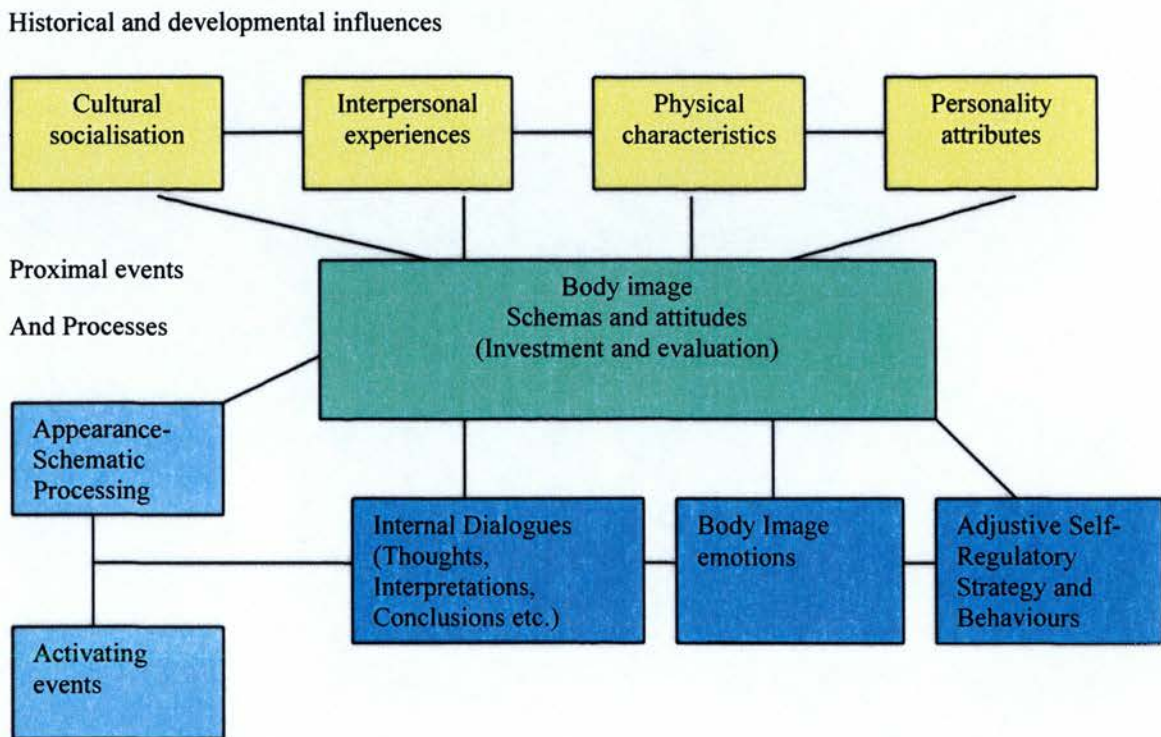 Historical and developmental influences
Cultural
socialisation
Interpersonal
experiences
Physical
characteristics
Personality
attributes
Proximal events
And Processes
Body image
Schemas and attitudes
(Investment and evaluation)
Appearance-
Schematic
Processing
Internal Dialogues
(Thoughts,
Interpretations,
Conclusions etc.)
Body Image
emotions
Adjustive Self-
Regulatory
Strategy and
Behaviours
Activating
events